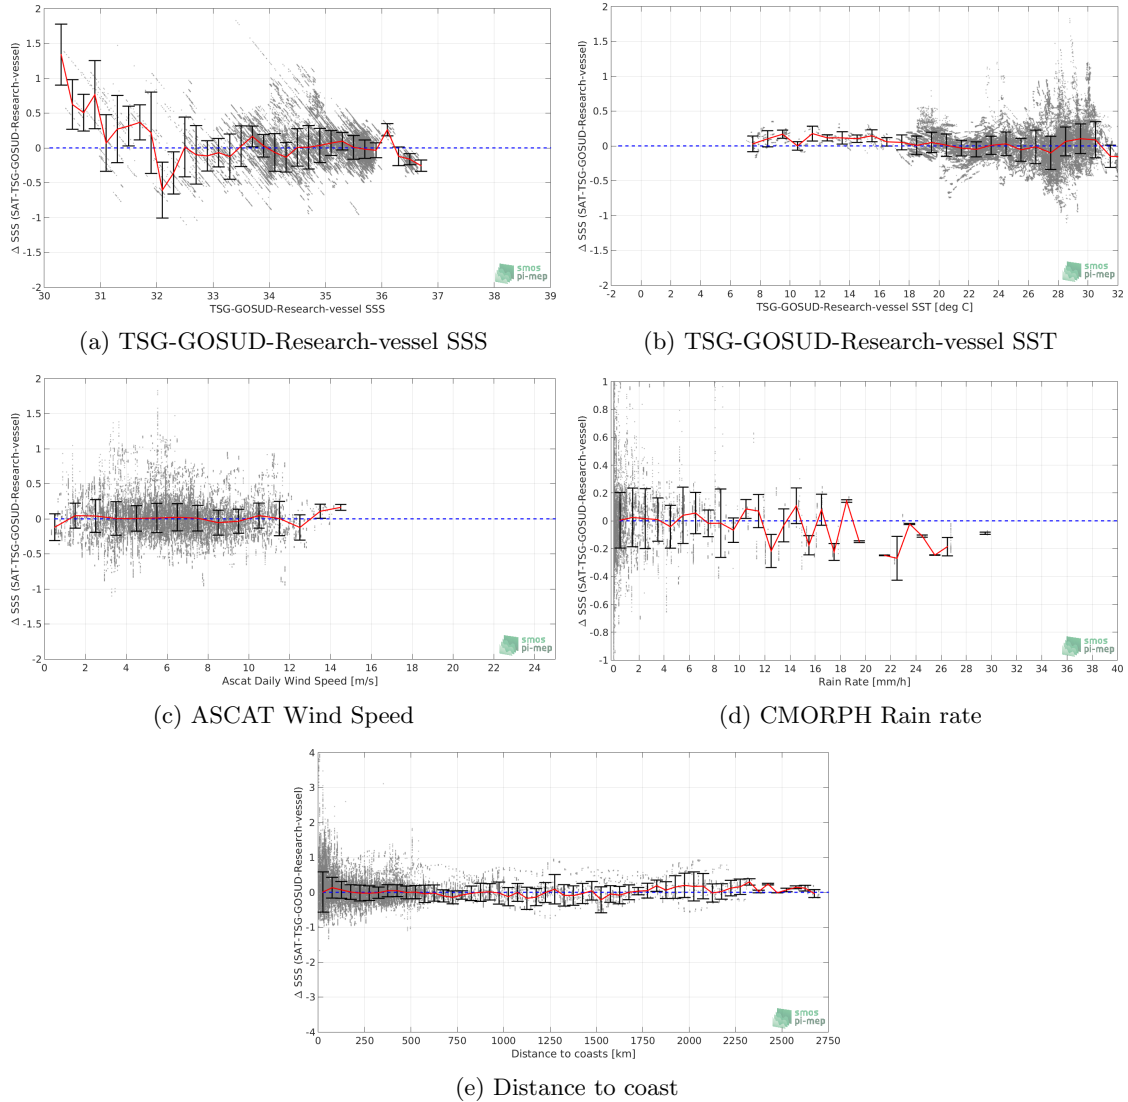 2
1.5
1
0.5
0
-0.5
-1
-1.5
-2
Δ SSS (SAT-TSG-GOSUD-Research-vessel)
30 31 32 33 34 35 36 37 38 39
TSG-GOSUD-Research-vessel SSS
smos
pi-mep
(a) TSG-GOSUD-Research-vessel SSS
2
1.5
1
0.5
0
-0.5
-1
-1.5
-2
Δ SSS (SAT-TSG-GOSUD-Research-vessel)
-2 0 2 4 6 8 10 12 14 16 18 20 22 24 26 28 30 32
TSG-GOSUD-Research-vessel SST [deg C]
smos
pi-mep
(b) TSG-GOSUD-Research-vessel SST
2
1.5
1
0.5
0
-0.5
-1
-1.5
-2
Δ SSS (SAT-TSG-GOSUD-Research-vessel)
0 2 4 6 8 10 12 14 16 18 20 22 24
Ascat Daily Wind Speed [m/s]
smos
pi-mep
(c) ASCAT Wind Speed
1
0.8
0.6
0.4
0.2
0
-0.2
-0.4
-0.6
-0.8
-1
Δ SSS (SAT-TSG-GOSUD-Research-vessel)
0 2 4 6 8 10 12 14 16 18 20 22 24 26 28 30 32 34 36 38 40
Rain Rate [mm/h]
smos
pi-mep
(d) CMORPH Rain rate
4
3
2
1
0
-1
-2
-3
-4
Δ SSS (SAT-TSG-GOSUD-Research-vessel)
0 250 500 750 1000 1250 1500 1750 2000 2250 2500 2750
Distance to coasts [km]
smos
pi-mep
(e) Distance to coast